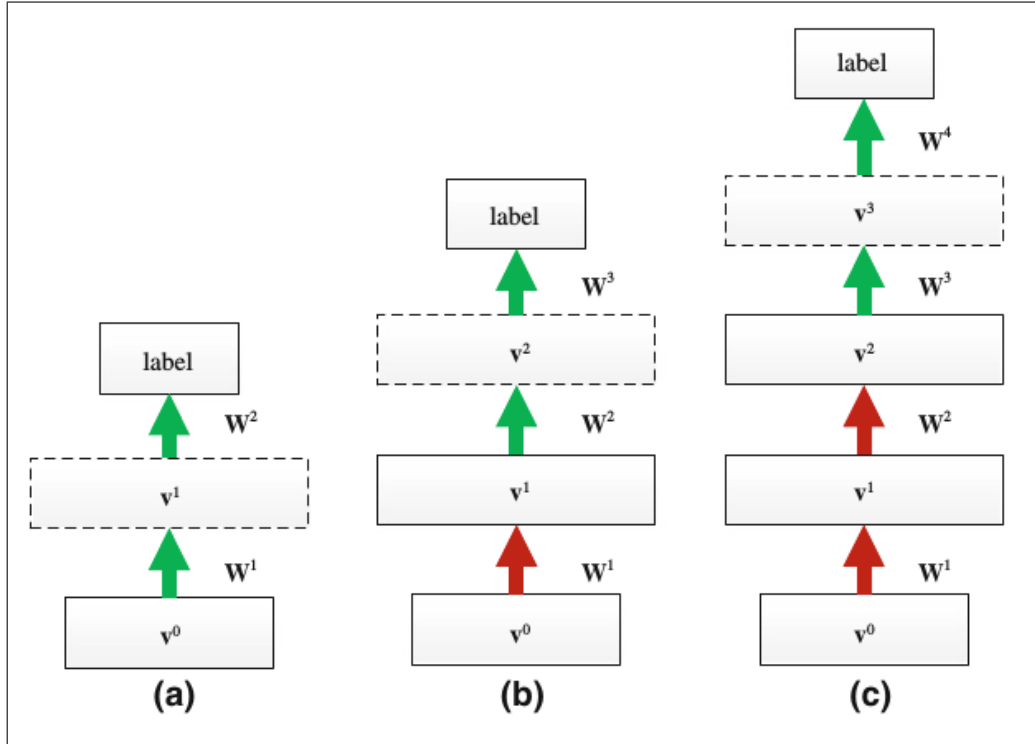 label
W²
v¹
W¹
v⁰
(a)
label
W³
v²
W²
v¹
W¹
v⁰
(b)
label
W⁴
v³
W³
v²
W²
v¹
W¹
v⁰
(c)